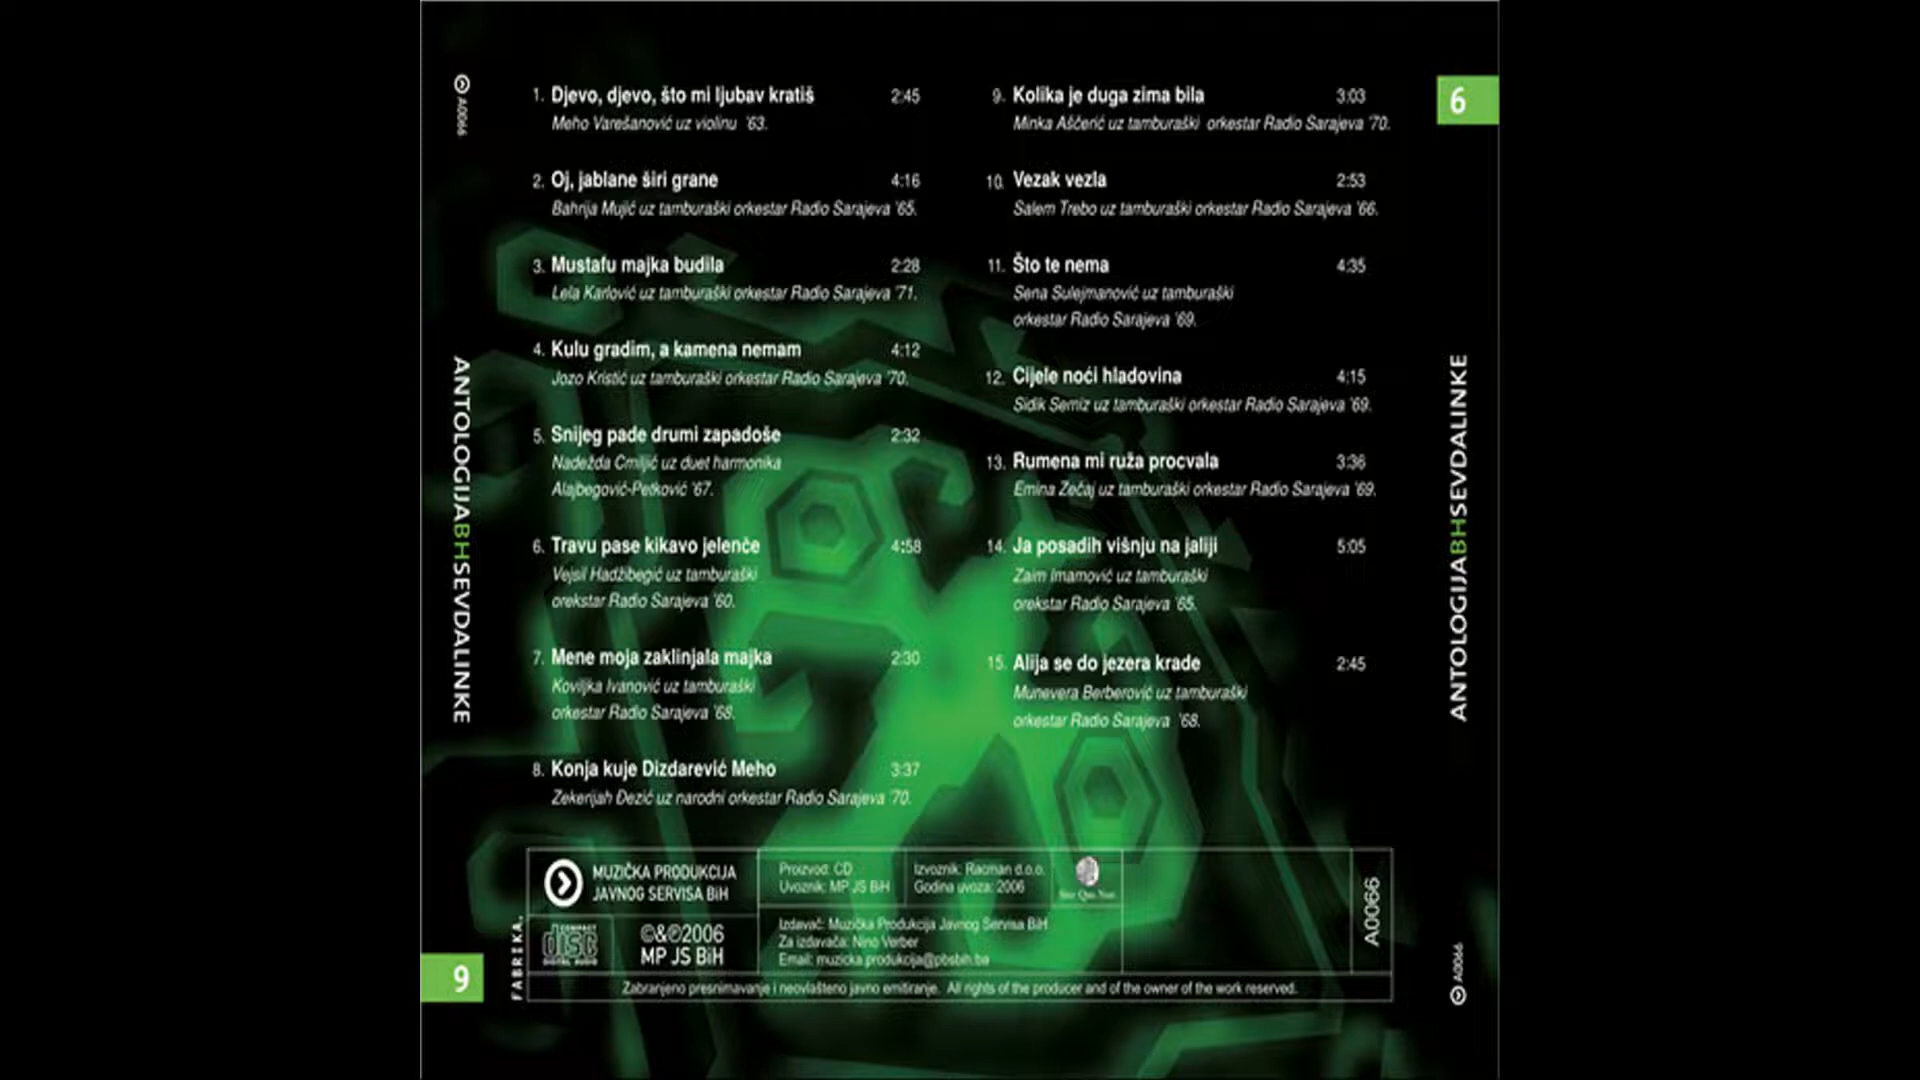 A0066
ANTOLOGIJABHSEVDALINKE
9
1. Djevo, djevo, što mi ljubav kratiš 2:45
Meho Varešanović uz violinu '63.
2. Oj, jablane širi grane 4:16
Bahrija Mujić uz tamburaški orkestar Radio Sarajeva '65.
3. Mustafu majka budila 2:28
Lela Karlović uz tamburaški orkestar Radio Sarajeva '71.
4. Kulu gradim, a kamena nemam 4:12
Jozo Kristić uz tamburaški orkestar Radio Sarajeva '70.
5. Snijeg pade drumi zapadoše 2:32
Nadežda Cmiljić uz duet harmonika
Alajbegović-Petković '67.
6. Travu pase kikavo jelenče 4:58
Vejsil Hadžibegić uz tamburaški
orekstar Radio Sarajeva '60.
7. Mene moja zaklinjala majka 2:30
Koviljka Ivanović uz tamburaški
orkestar Radio Sarajeva '68.
8. Konja kuje Dizdarević Meho 3:37
Zekerijah Đezić uz narodni orkestar Radio Sarajeva '70.
9. Kolika je duga zima bila 3:03
Minka Aščerić uz tamburaški orkestar Radio Sarajeva '70.
10. Vezak vezla 2:53
Salem Trebo uz tamburaški orkestar Radio Sarajeva '66.
11. Što te nema 4:35
Sena Sulejmanović uz tamburaški
orkestar Radio Sarajeva '69.
12. Cijele noći hladovina 4:15
Sidik Semiz uz tamburaški orkestar Radio Sarajeva '69.
13. Rumena mi ruža procvala 3:36
Emina Zečaj uz tamburaški orkestar Radio Sarajeva '69.
14. Ja posadih višnju na jaliji 5:05
Zaim Imamović uz tamburaški
orekstar Radio Sarajeva '65.
15. Alija se do jezera krade 2:45
Munevera Berberović uz tamburaški
orkestar Radio Sarajeva '68.
FABRIKA.
MUZIČKA PRODUKCIJA
JAVNOG SERVISA BiH
COMPACT
disc
DIGITAL AUDIO
©&℗2006
MP JS BiH
Proizvod: CD
Uvoznik: MP JS BiH
Izvoznik: Racman d.o.o.
Godina uvoza: 2006
Sine Qua Non
Izdavač: Muzička Produkcija Javnog Servisa BiH
Za izdavača: Nino Verber
Email: muzicka.produkcija@pbsbih.ba
A0066
Zabranjeno presnimavanje i neovlašteno javno emitiranje. All rights of the producer and of the owner of the work reserved.
6
ANTOLOGIJABHSEVDALINKE
A0066